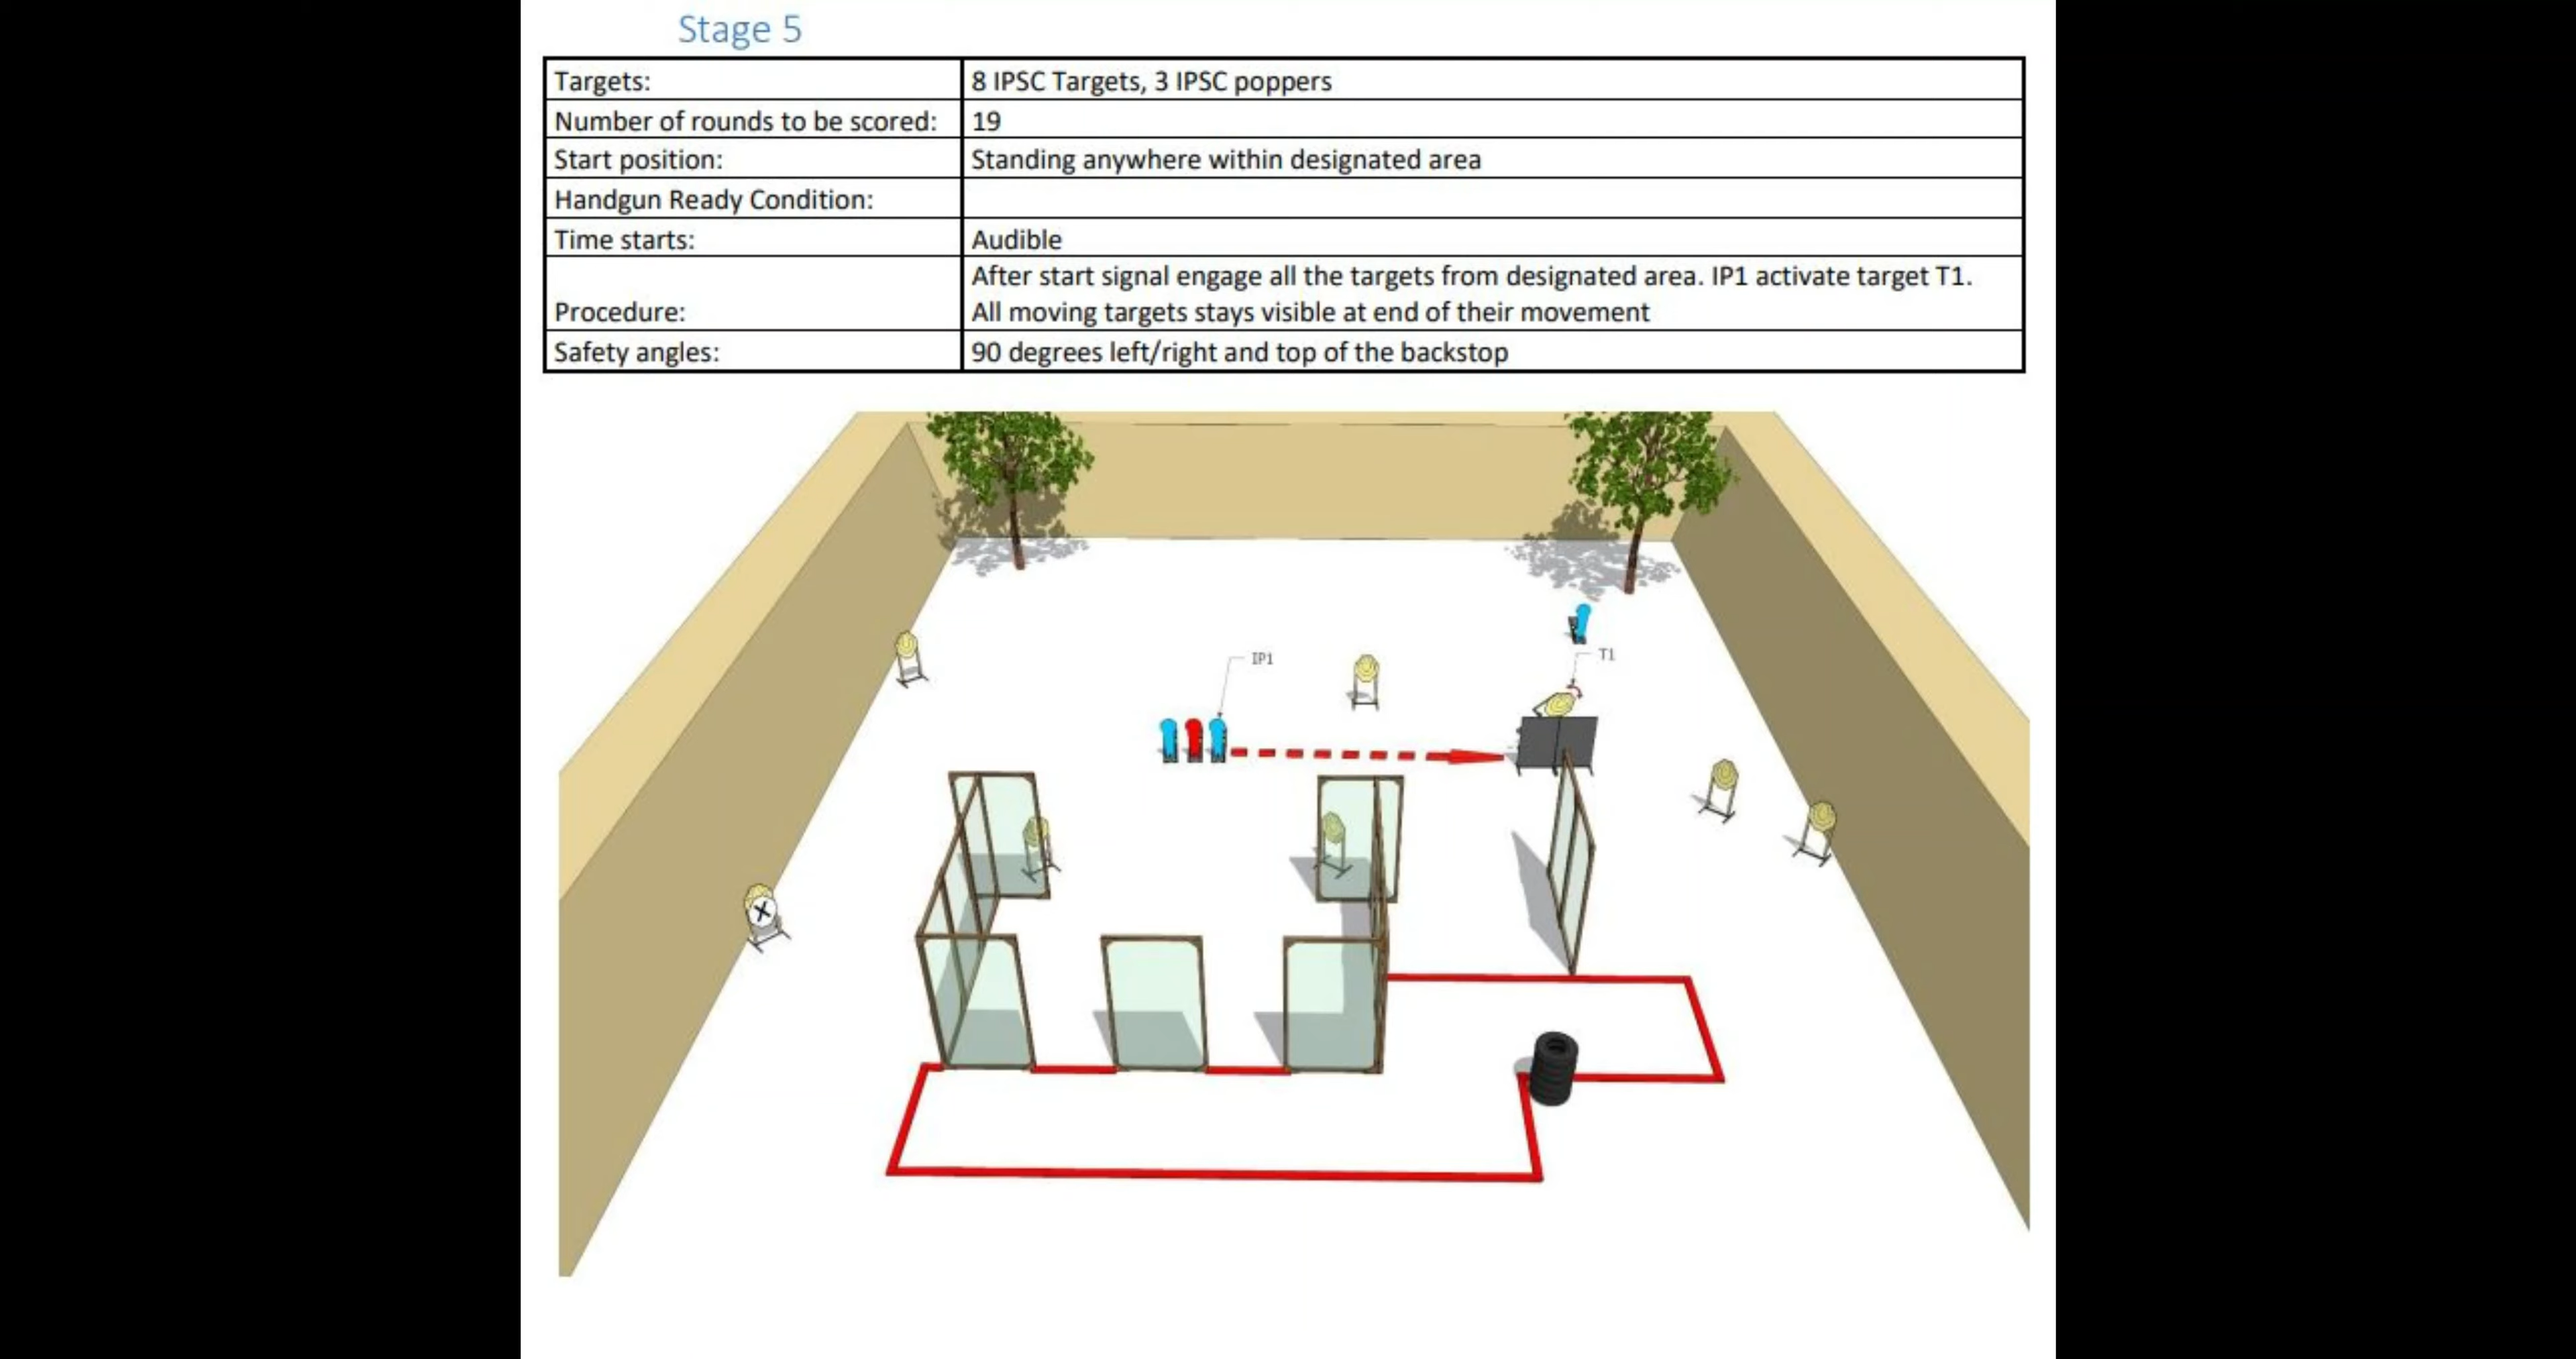 Stage 5
Targets: 8 IPSC Targets, 3 IPSC poppers
Number of rounds to be scored: 19
Start position: Standing anywhere within designated area
Handgun Ready Condition:
Time starts: Audible
After start signal engage all the targets from designated area. IP1 activate target T1.
Procedure: All moving targets stays visible at end of their movement
Safety angles: 90 degrees left/right and top of the backstop
T1
IP1
X